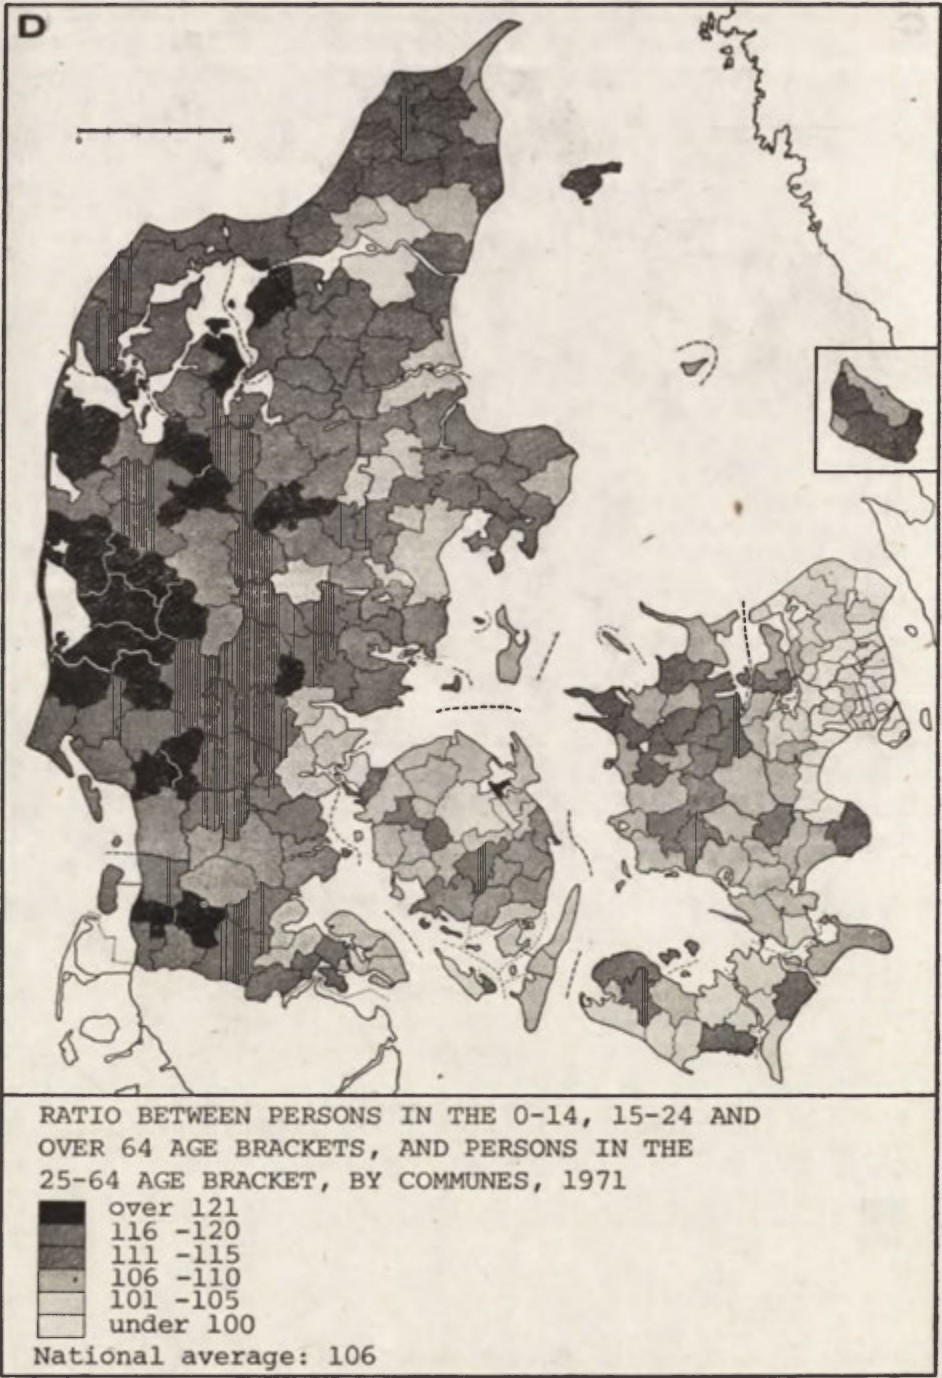 D
0 50
RATIO BETWEEN PERSONS IN THE 0-14, 15-24 AND
OVER 64 AGE BRACKETS, AND PERSONS IN THE
25-64 AGE BRACKET, BY COMMUNES, 1971
over 121
116 -120
111 -115
106 -110
101 -105
under 100
National average: 106